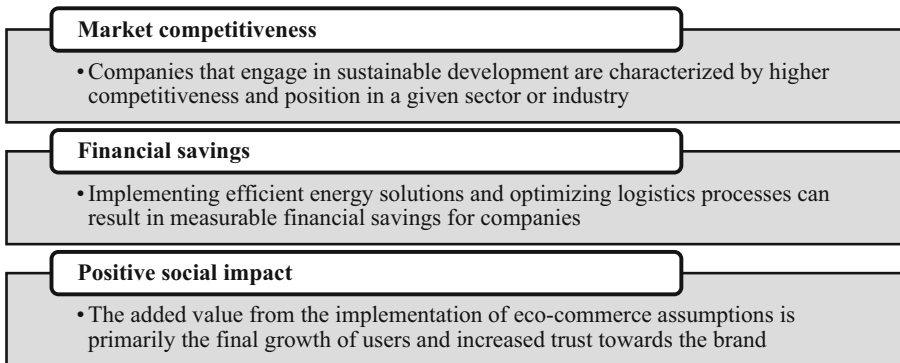 Market competitiveness
• Companies that engage in sustainable development are characterized by higher
competitiveness and position in a given sector or industry
Financial savings
• Implementing efficient energy solutions and optimizing logistics processes can
result in measurable financial savings for companies
Positive social impact
• The added value from the implementation of eco-commerce assumptions is
primarily the final growth of users and increased trust towards the brand